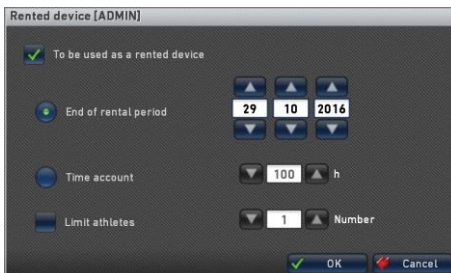 Rented device [ADMIN]
To be used as a rented device
End of rental period 29 10 2016
Time account 100 h
Limit athletes 1 Number
OK Cancel